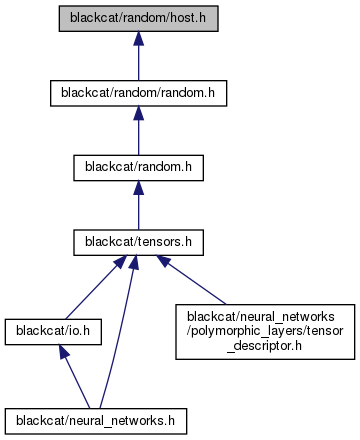 blackcat/random/host.h
blackcat/random/random.h
blackcat/random.h
blackcat/tensors.h
blackcat/io.h
blackcat/neural_networks
/polymorphic_layers/tensor
_descriptor.h
blackcat/neural_networks.h